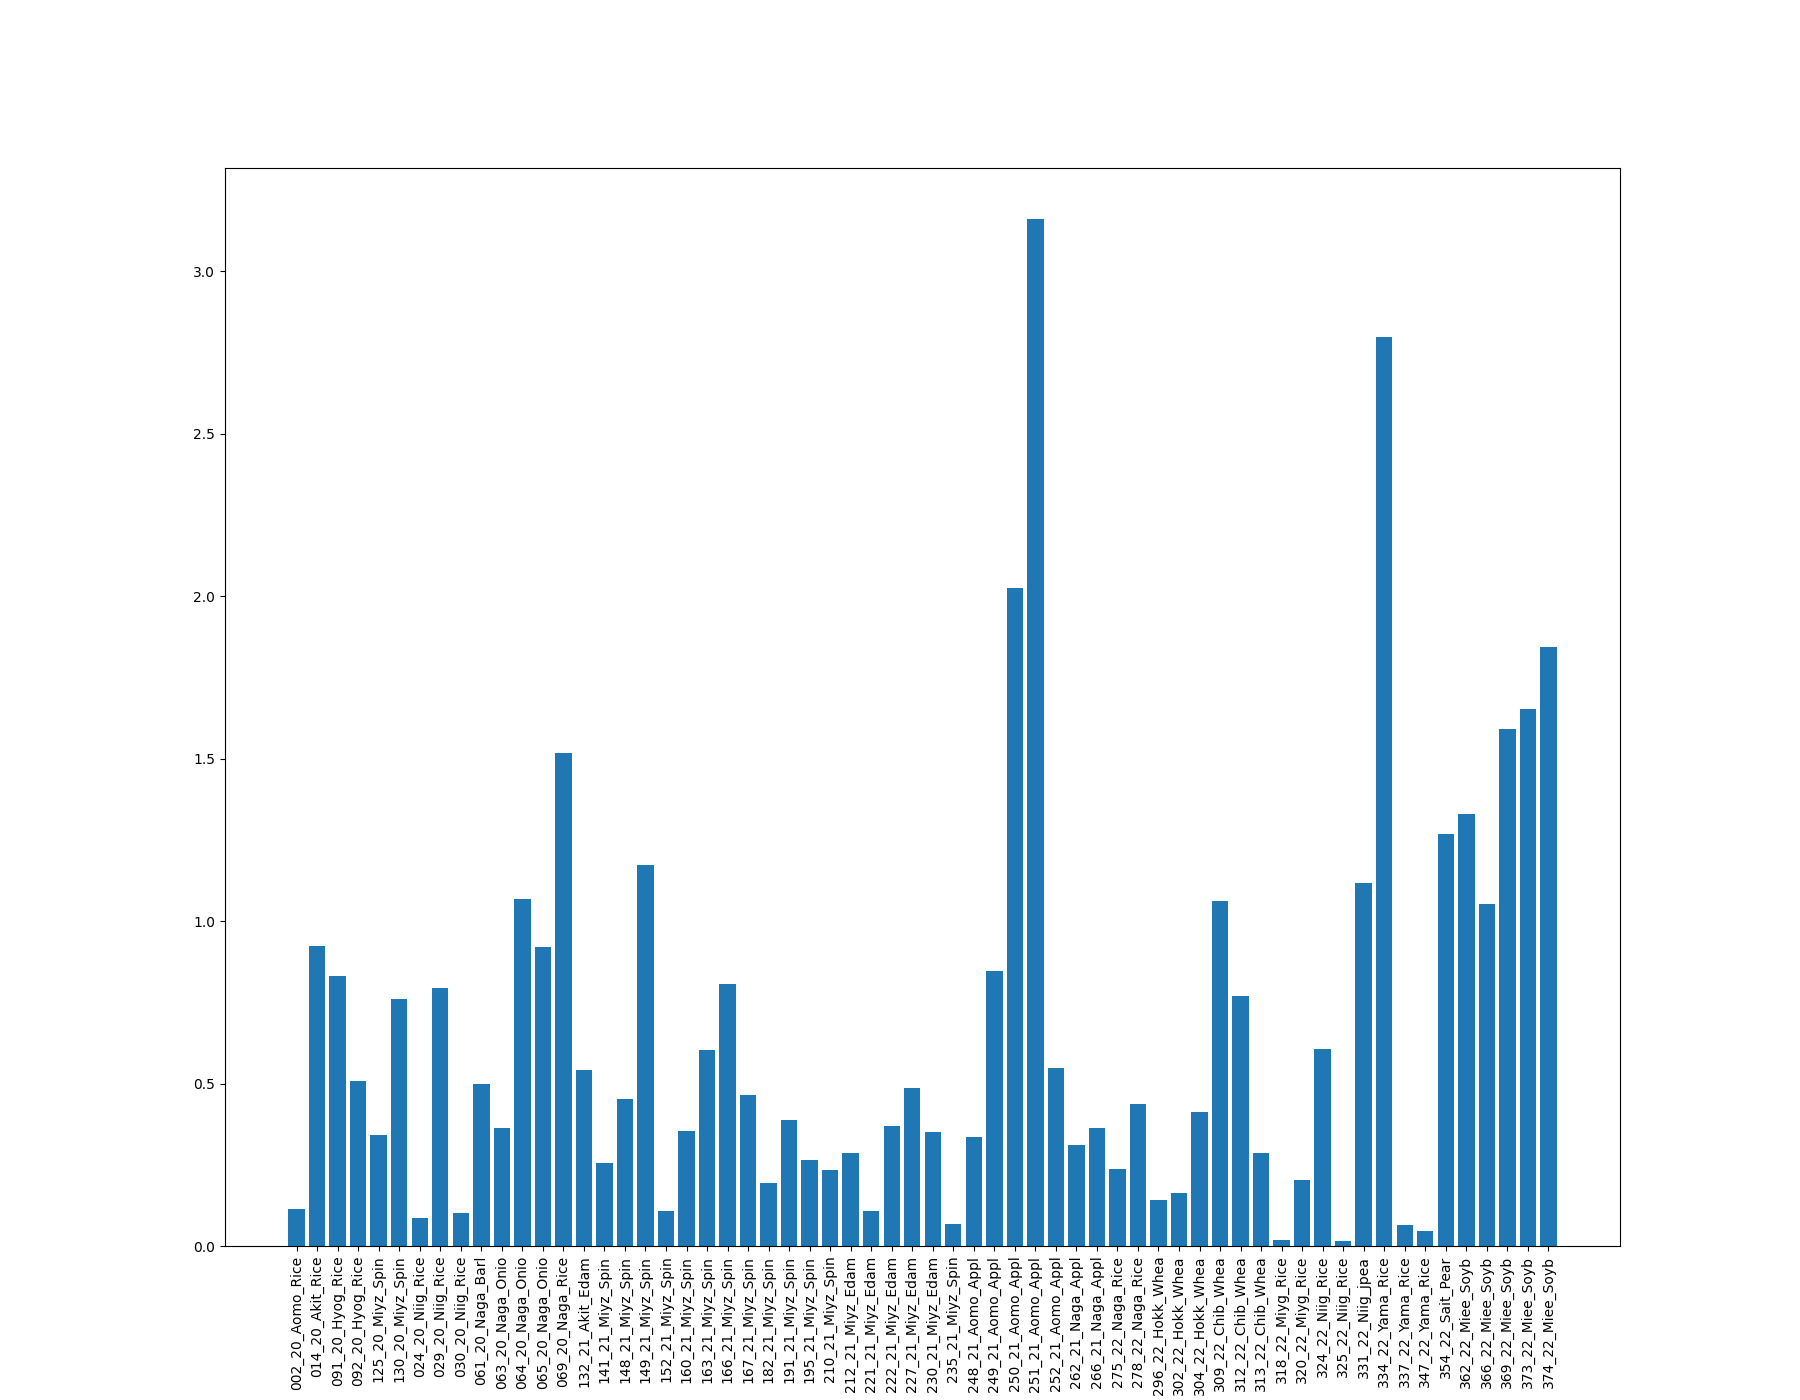 3.0
2.5
2.0
1.5
1.0
0.5
0.0
002_20_Aomo_Rice
014_20_Akit_Rice
091_20_Hyog_Rice
092_20_Hyog_Rice
125_20_Miyz_Spin
130_20_Miyz_Spin
024_20_Niig_Rice
029_20_Niig_Rice
030_20_Niig_Rice
061_20_Naga_Barl
063_20_Naga_Onio
064_20_Naga_Onio
065_20_Naga_Onio
069_20_Naga_Rice
132_21_Akit_Edam
141_21_Miyz_Spin
148_21_Miyz_Spin
149_21_Miyz_Spin
152_21_Miyz_Spin
160_21_Miyz_Spin
163_21_Miyz_Spin
166_21_Miyz_Spin
167_21_Miyz_Spin
182_21_Miyz_Spin
191_21_Miyz_Spin
195_21_Miyz_Spin
210_21_Miyz_Spin
212_21_Miyz_Edam
221_21_Miyz_Edam
222_21_Miyz_Edam
227_21_Miyz_Edam
230_21_Miyz_Edam
235_21_Miyz_Spin
248_21_Aomo_Appl
249_21_Aomo_Appl
250_21_Aomo_Appl
251_21_Aomo_Appl
252_21_Aomo_Appl
262_21_Naga_Appl
266_21_Naga_Appl
275_22_Naga_Rice
278_22_Naga_Rice
296_22_Hokk_Whea
302_22_Hokk_Whea
304_22_Hokk_Whea
309_22_Chib_Whea
312_22_Chib_Whea
313_22_Chib_Whea
318_22_Miyg_Rice
320_22_Miyg_Rice
324_22_Niig_Rice
325_22_Niig_Rice
331_22_Niig_jpea
334_22_Yama_Rice
337_22_Yama_Rice
347_22_Yama_Rice
354_22_Sait_Pear
362_22_Miee_Soyb
366_22_Miee_Soyb
369_22_Miee_Soyb
373_22_Miee_Soyb
374_22_Miee_Soyb